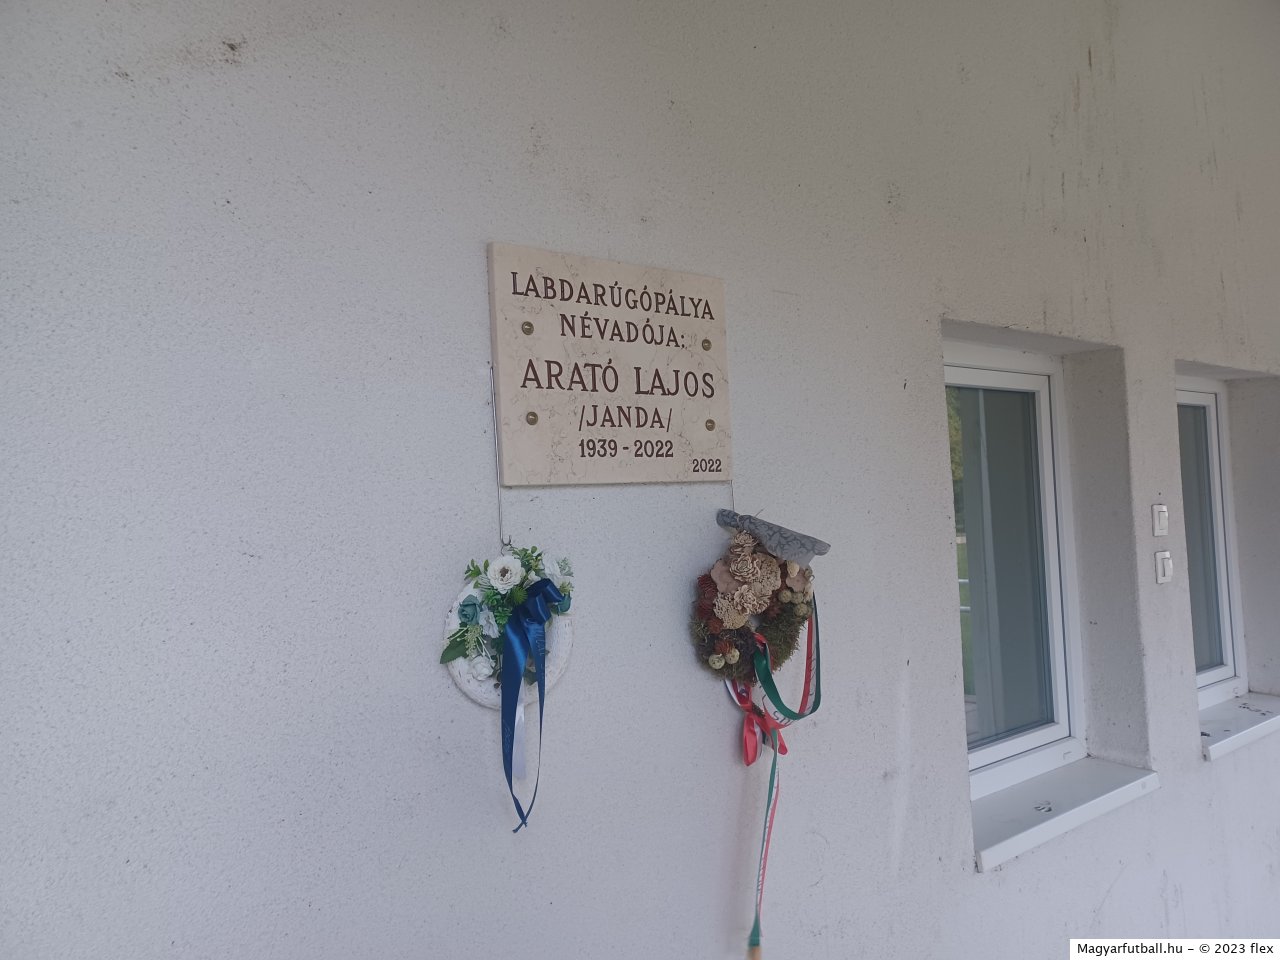 LABDARÚGÓPÁLYA
NÉVADÓJA:
ARATÓ LAJOS
/JANDA/
1939 - 2022
2022
Magyarfutball.hu - © 2023 flex